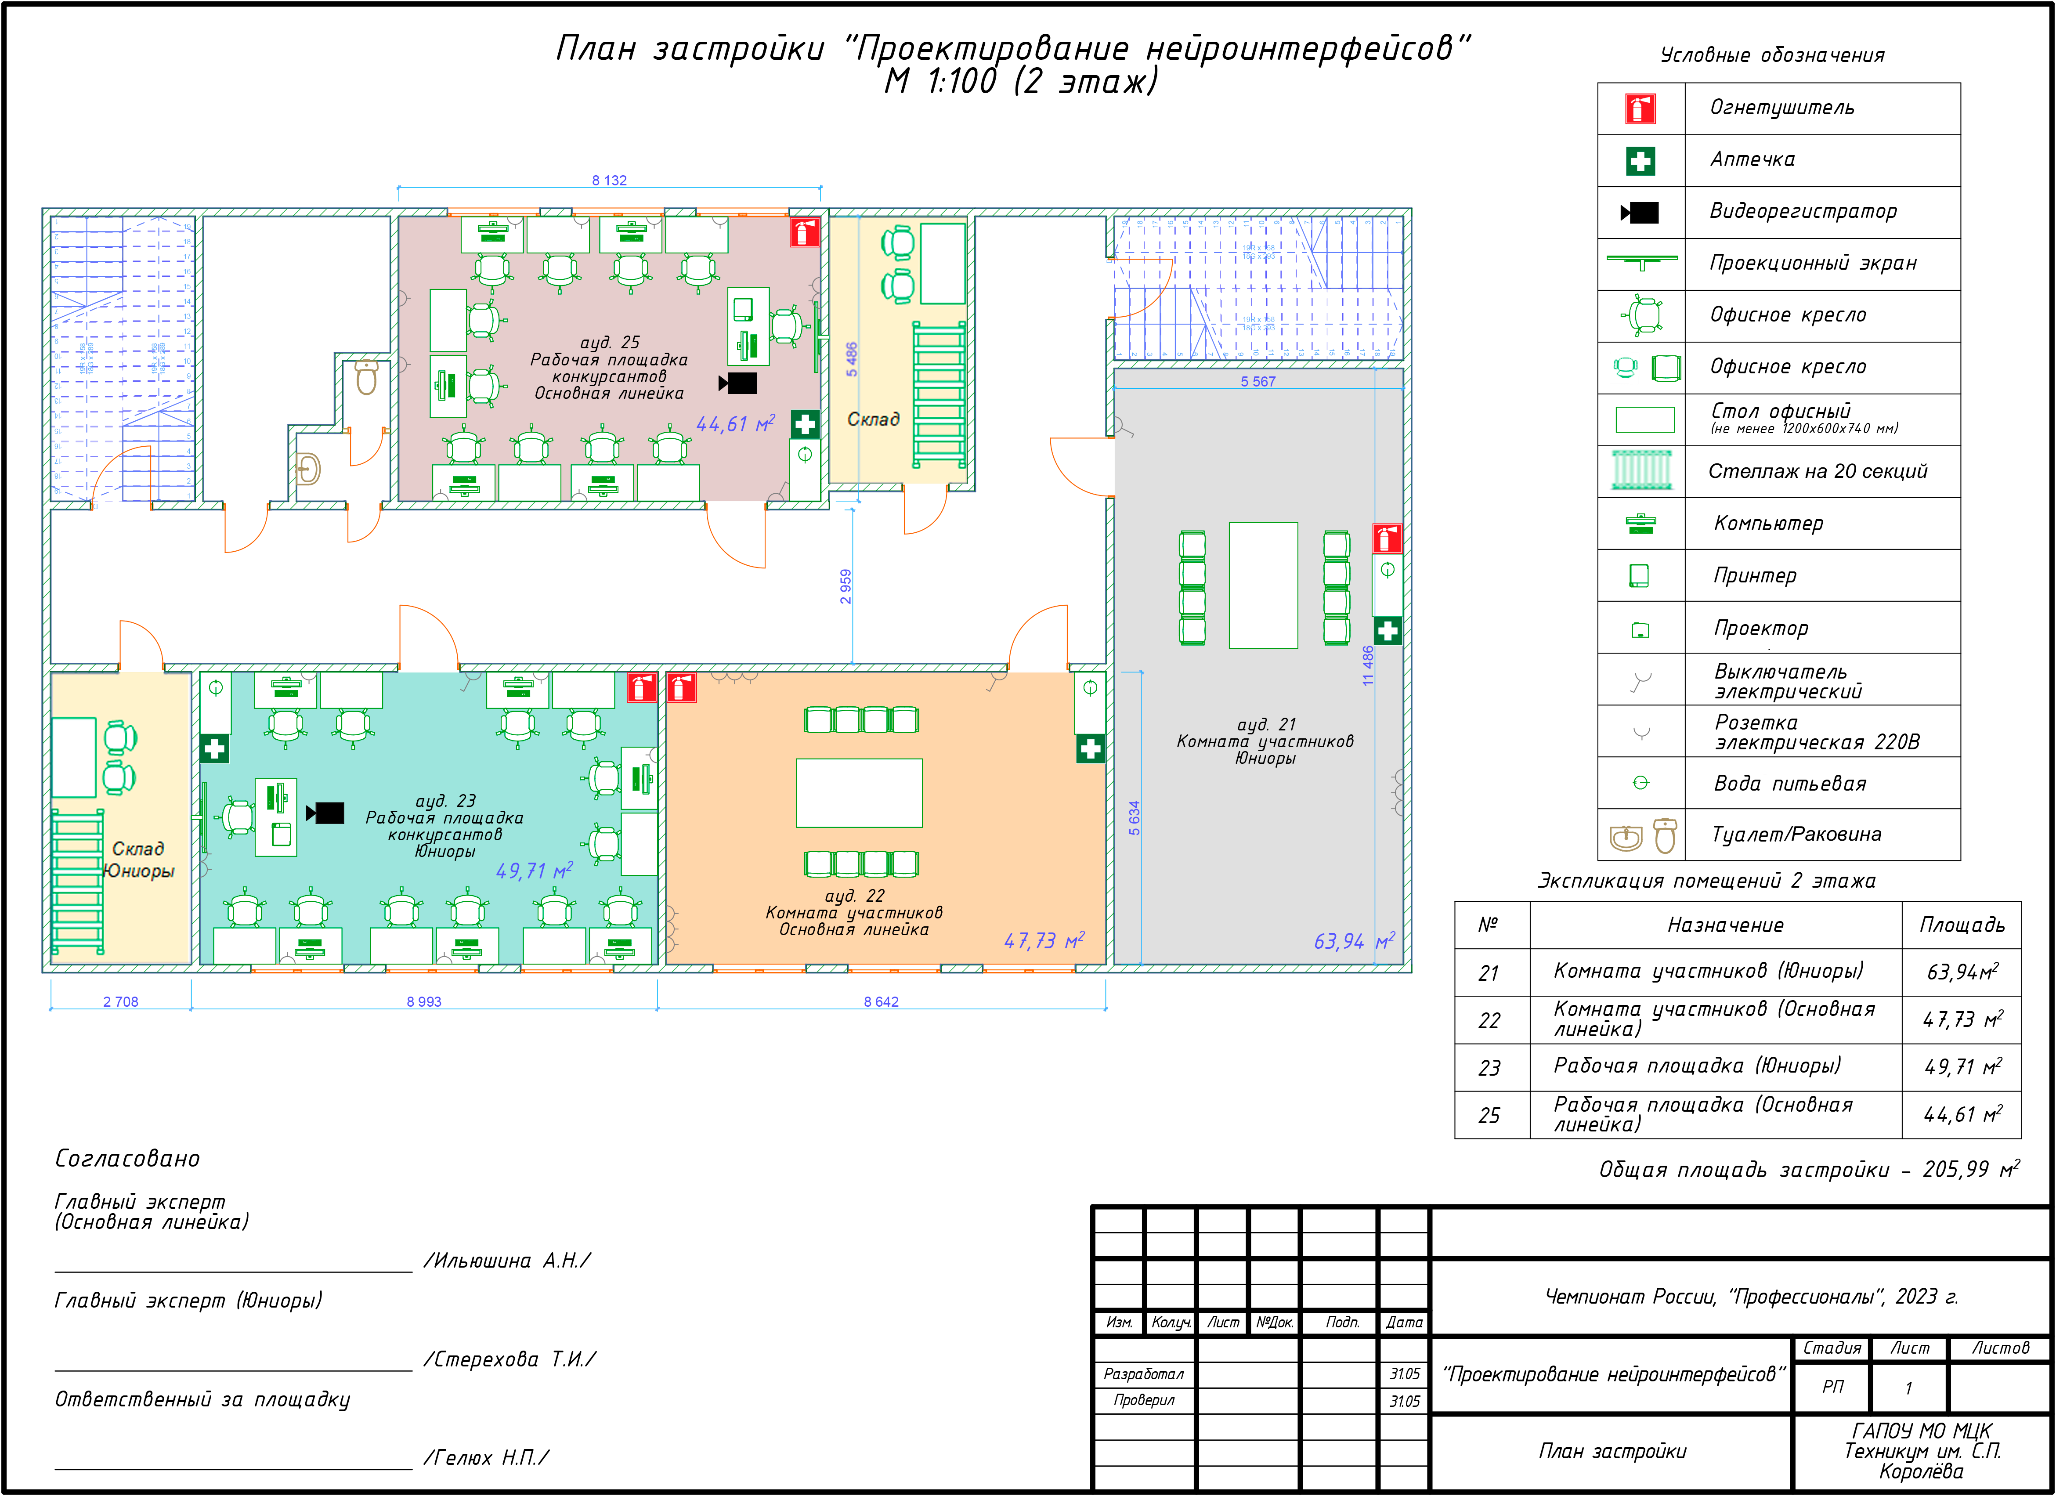 План застройки "Проектирование нейроинтерфейсов"
М 1:100 (2 этаж)
Условные обозначения
Огнетушитель
Аптечка
Видеорегистратор
Проекционный экран
Офисное кресло
Офисное кресло
Стол офисный
(не менее 1200х600х740 мм)
Стеллаж на 20 секций
Компьютер
Принтер
Проектор
Выключатель
электрический
Розетка
электрическая 220В
Вода питьевая
Туалет/Раковина
8 132
ауд. 25
Рабочая площадка
конкурсантов
Основная линейка
44,61 м²
5 486
Склад
5 567
2 959
11 486
ауд. 21
Комната участников
Юниоры
63,94 м²
5 634
Склад
Юниоры
ауд. 23
Рабочая площадка
конкурсантов
Юниоры
49,71 м²
ауд. 22
Комната участников
Основная линейка
47,73 м²
2 708
8 993
8 642
Экспликация помещений 2 этажа
№ Назначение Площадь
21 Комната участников (Юниоры) 63,94м²
22 Комната участников (Основная
линейка) 47,73 м²
23 Рабочая площадка (Юниоры) 49,71 м²
25 Рабочая площадка (Основная
линейка) 44,61 м²
Общая площадь застройки - 205,99 м²
Согласовано
Главный эксперт
(Основная линейка)
/Ильюшина А.Н./
Главный эксперт (Юниоры)
/Стерехова Т.И./
Ответственный за площадку
/Гелюх Н.П./
Чемпионат России, "Профессионалы", 2023 г.
Изм. Кол.уч. Лист №Док. Подп. Дата
Разработал 31.05
Проверил 31.05
"Проектирование нейроинтерфейсов"
Стадия Лист Листов
РП 1
План застройки
ГАПОУ МО МЦК
Техникум им. С.П.
Королёва